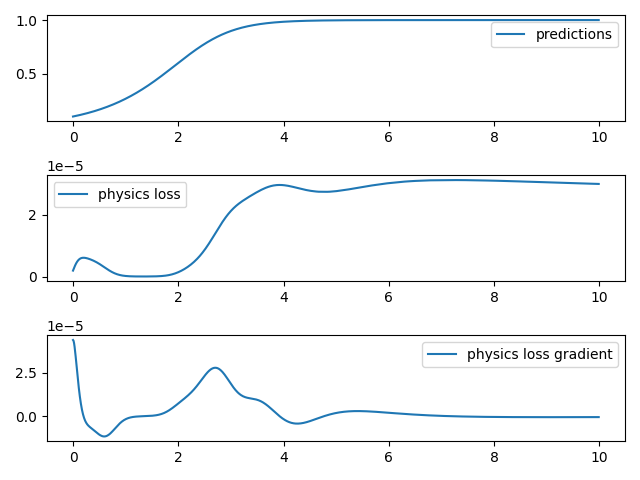 1.0
predictions
0.5
0 2 4 6 8 10
1e−5
physics loss
2
0
0 2 4 6 8 10
1e−5
physics loss gradient
2.5
0.0
0 2 4 6 8 10